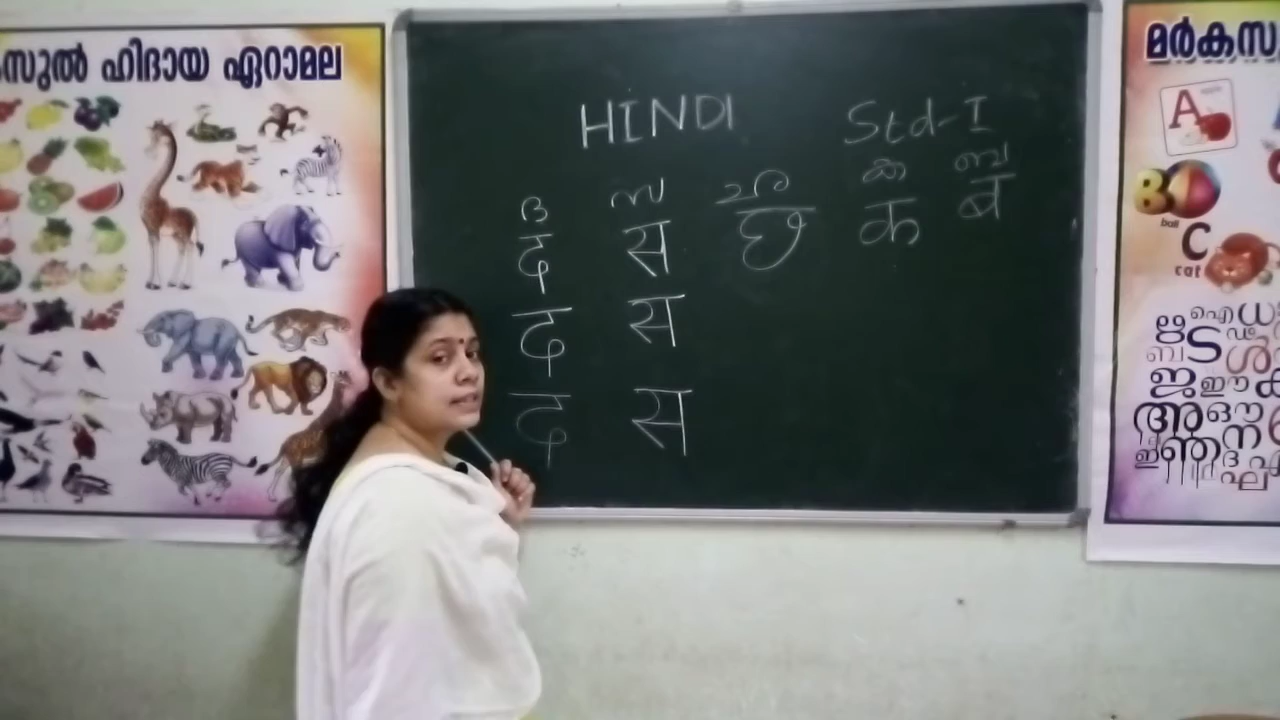 സുൽ ഹിദായ ഏറാമല
HINDI Std-I
ദ സ ഛ ക ബ
द स छ क ब
द स
द स
മർകസ
A
B
ball
C
cat
ഐ ധ
ഋ ട ഡ
ബ ശ
ജ ഈ ക
അ ഔ
ഇ ഞ ന ദ
ഘ